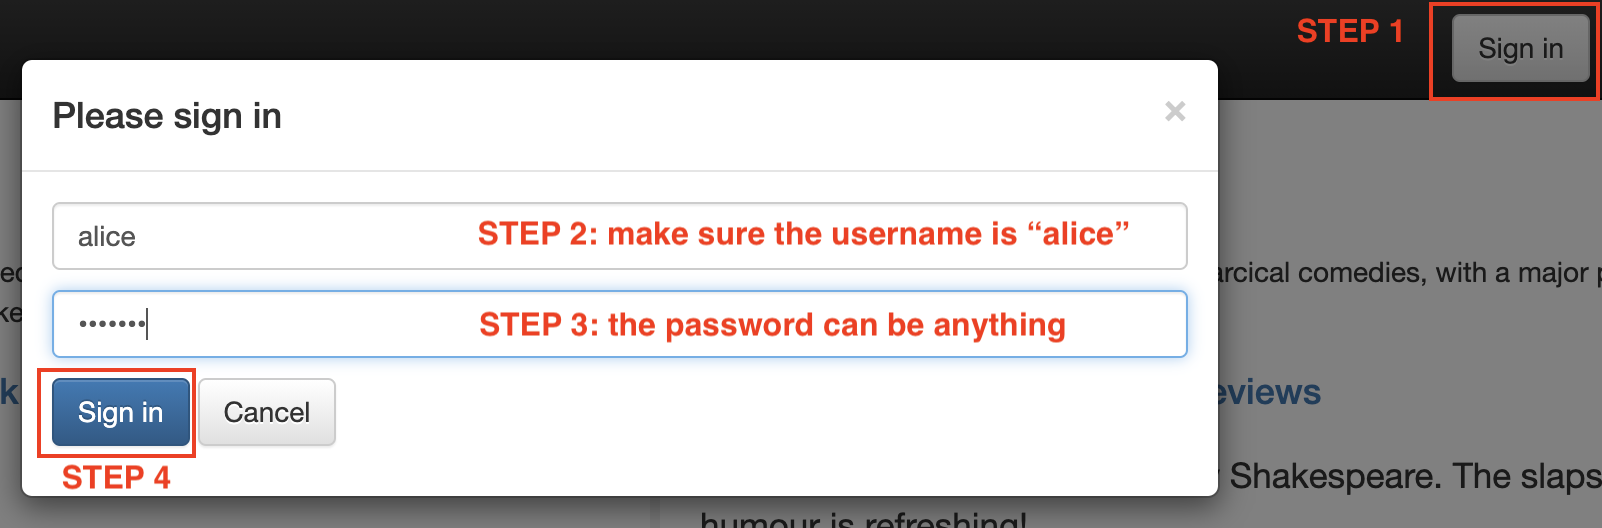 STEP 1
Sign in
Please sign in
×
alice
STEP 2: make sure the username is “alice”
•••••••
STEP 3: the password can be anything
Sign in
Cancel
STEP 4
arcical comedies, with a major
eviews
Shakespeare. The slaps
humour is refreshing!